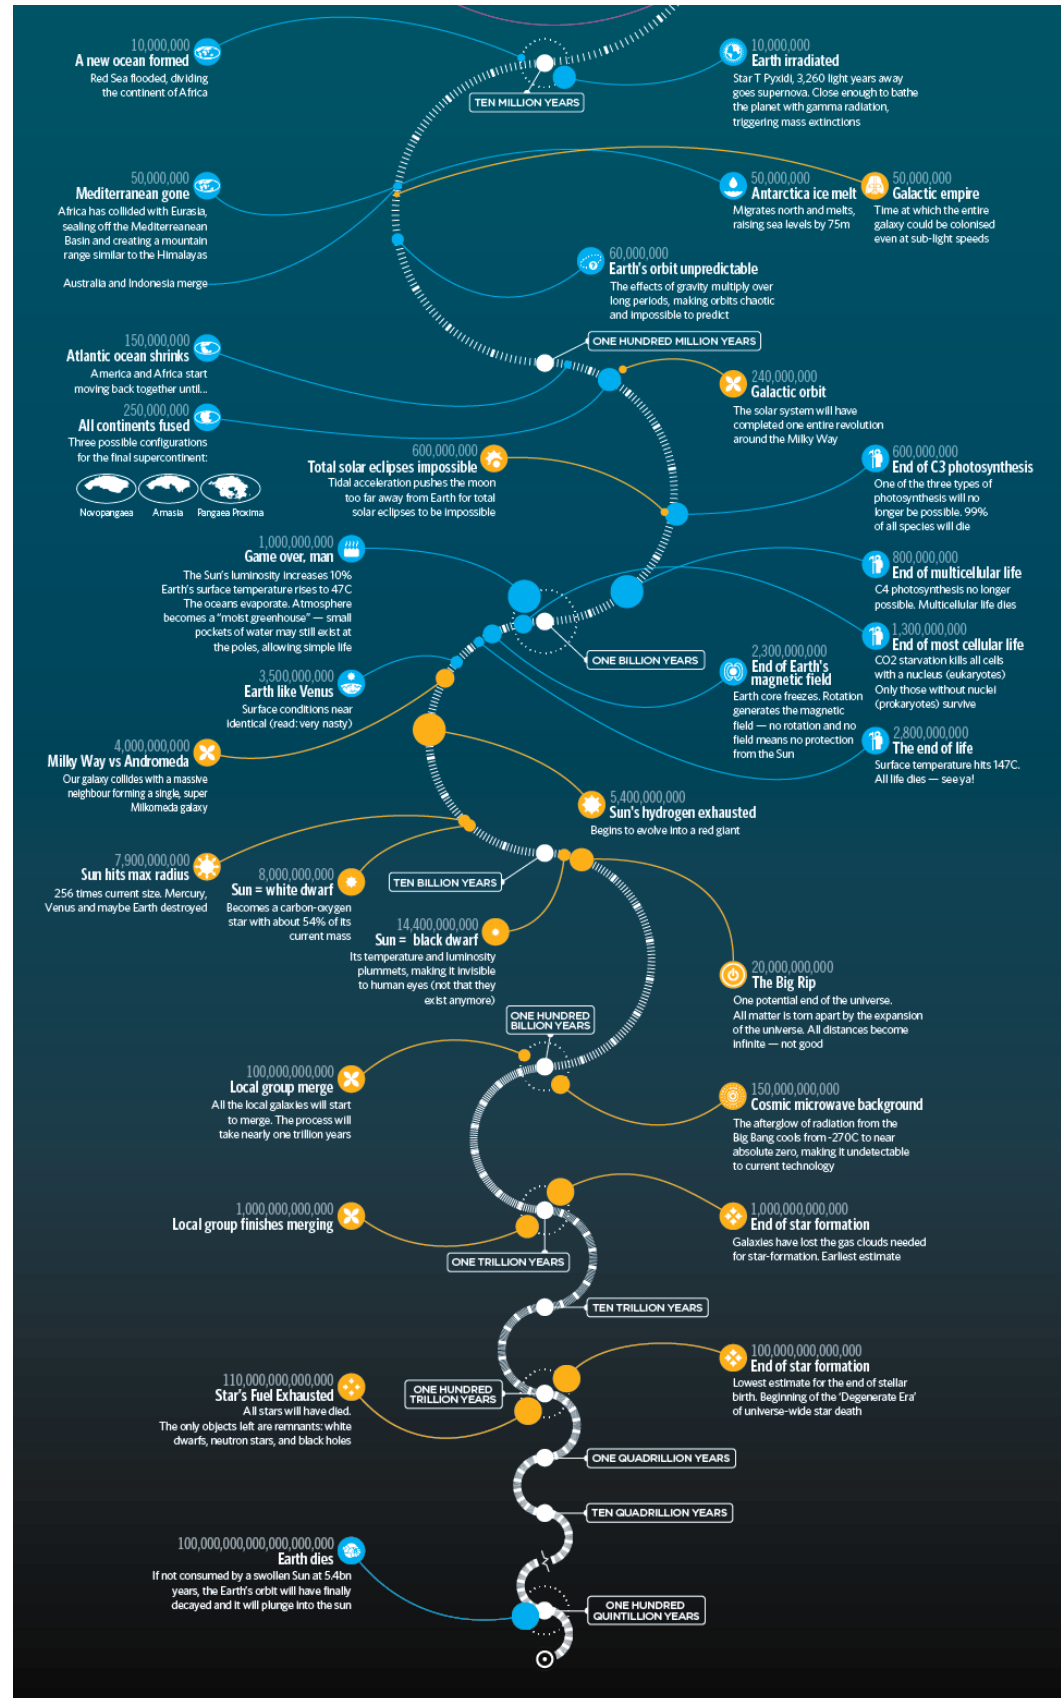 10,000,000
A new ocean formed
Red Sea flooded, dividing
the continent of Africa
10,000,000
Earth irradiated
Star T Pyxidi, 3,260 light years away
goes supernova. Close enough to bathe
the planet with gamma radiation,
triggering mass extinctions
TEN MILLION YEARS
50,000,000
Mediterranean gone
Africa has collided with Eurasia,
sealing off the Mediterreanean
Basin and creating a mountain
range similar to the Himalayas
Australia and Indonesia merge
50,000,000
Antarctica ice melt
Migrates north and melts,
raising sea levels by 75m
50,000,000
Galactic empire
Time at which the entire
galaxy could be colonised
even at sub-light speeds
60,000,000
Earth's orbit unpredictable
The effects of gravity multiply over
long periods, making orbits chaotic
and impossible to predict
ONE HUNDRED MILLION YEARS
150,000,000
Atlantic ocean shrinks
America and Africa start
moving back together until...
240,000,000
Galactic orbit
The solar system will have
completed one entire revolution
around the Milky Way
250,000,000
All continents fused
Three possible configurations
for the final supercontinent:
Novopangaea
Amasia
Pangaea Proxima
600,000,000
Total solar eclipses impossible
Tidal acceleration pushes the moon
too far away from Earth for total
solar eclipses to be impossible
600,000,000
End of C3 photosynthesis
One of the three types of
photosynthesis will no
longer be possible. 99%
of all species will die
1,000,000,000
Game over, man
The Sun's luminosity increases 10%
Earth's surface temperature rises to 47C
The oceans evaporate. Atmosphere
becomes a "moist greenhouse" — small
pockets of water may still exist at
the poles, allowing simple life
800,000,000
End of multicellular life
C4 photosynthesis no longer
possible. Multicellular life dies
1,300,000,000
End of most cellular life
CO2 starvation kills all cells
with a nucleus (eukaryotes)
Only those without nuclei
(prokaryotes) survive
ONE BILLION YEARS
2,300,000,000
End of Earth's
magnetic field
Earth core freezes. Rotation
generates the magnetic
field — no rotation and no
field means no protection
from the Sun
3,500,000,000
Earth like Venus
Surface conditions near
identical (read: very nasty)
2,800,000,000
The end of life
Surface temperature hits 147C.
All life dies — see ya!
4,000,000,000
Milky Way vs Andromeda
Our galaxy collides with a massive
neighbour forming a single, super
Milkomeda galaxy
5,400,000,000
Sun's hydrogen exhausted
Begins to evolve into a red giant
7,900,000,000
Sun hits max radius
256 times current size. Mercury,
Venus and maybe Earth destroyed
8,000,000,000
Sun = white dwarf
Becomes a carbon-oxygen
star with about 54% of its
current mass
TEN BILLION YEARS
14,400,000,000
Sun = black dwarf
Its temperature and luminosity
plummets, making it invisible
to human eyes (not that they
exist anymore)
20,000,000,000
The Big Rip
One potential end of the universe.
All matter is torn apart by the expansion
of the universe. All distances become
infinite — not good
ONE HUNDRED
BILLION YEARS
100,000,000,000
Local group merge
All the local galaxies will start
to merge. The process will
take nearly one trillion years
150,000,000,000
Cosmic microwave background
The afterglow of radiation from the
Big Bang cools from -270C to near
absolute zero, making it undetectable
to current technology
1,000,000,000,000
Local group finishes merging
1,000,000,000,000
End of star formation
Galaxies have lost the gas clouds needed
for star-formation. Earliest estimate
ONE TRILLION YEARS
TEN TRILLION YEARS
100,000,000,000,000
End of star formation
Lowest estimate for the end of stellar
birth. Beginning of the 'Degenerate Era'
of universe-wide star death
110,000,000,000,000
Star's Fuel Exhausted
All stars will have died.
The only objects left are remnants: white
dwarfs, neutron stars, and black holes
ONE HUNDRED
TRILLION YEARS
ONE QUADRILLION YEARS
TEN QUADRILLION YEARS
100,000,000,000,000,000,000
Earth dies
If not consumed by a swollen Sun at 5.4bn
years, the Earth's orbit will have finally
decayed and it will plunge into the sun
ONE HUNDRED
QUINTILLION YEARS